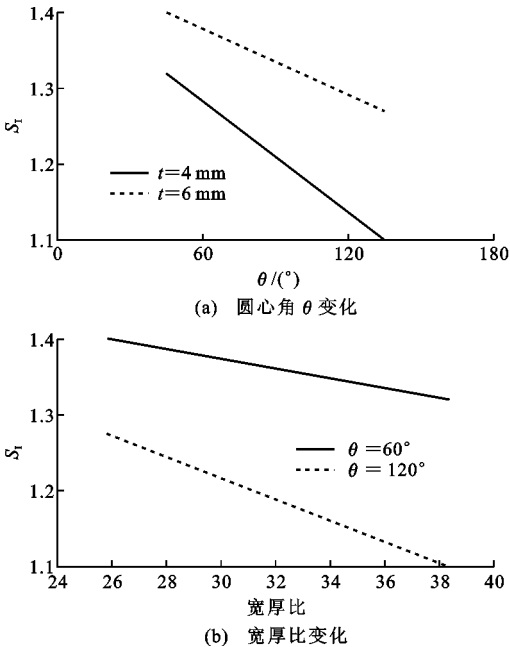 1.4
1.3
1.2
1.1
S_I
t=4 mm
t=6 mm
0 60 120 180
θ/(°)
(a) 圆心角 θ 变化
1.4
1.3
1.2
1.1
S_I
θ =60°
θ = 120°
24 26 28 30 32 34 36 38 40
宽厚比
(b) 宽厚比变化